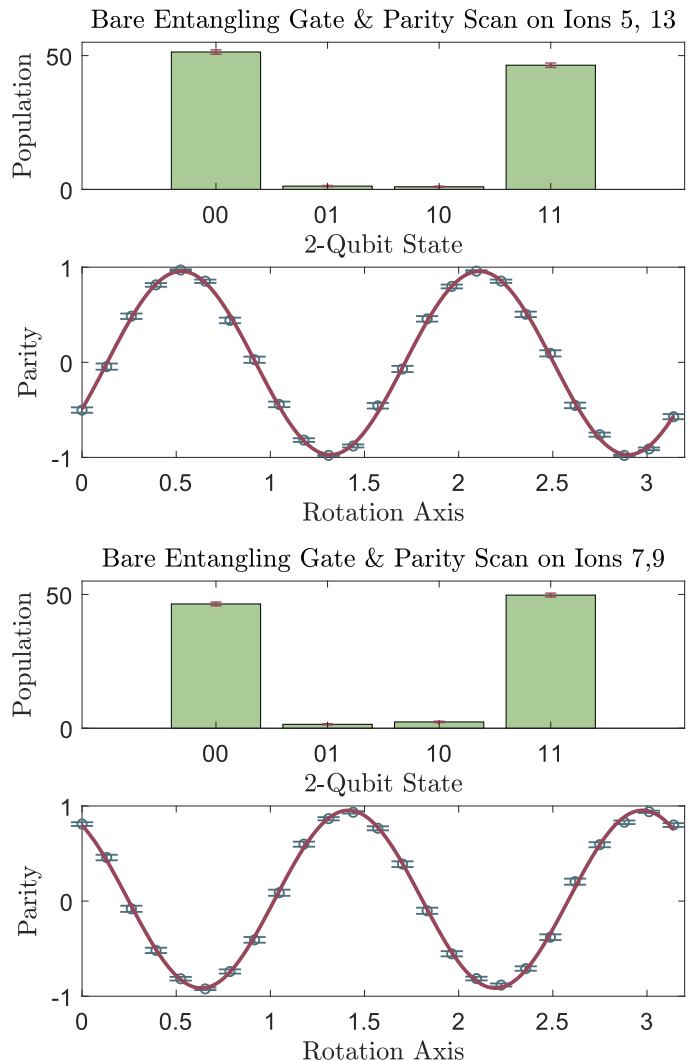 Bare Entangling Gate & Parity Scan on Ions 5, 13
Population
50
0
00 01 10 11
2-Qubit State
Parity
1
0
-1
0 0.5 1 1.5 2 2.5 3
Rotation Axis
Bare Entangling Gate & Parity Scan on Ions 7,9
Population
50
0
00 01 10 11
2-Qubit State
Parity
1
0
-1
0 0.5 1 1.5 2 2.5 3
Rotation Axis